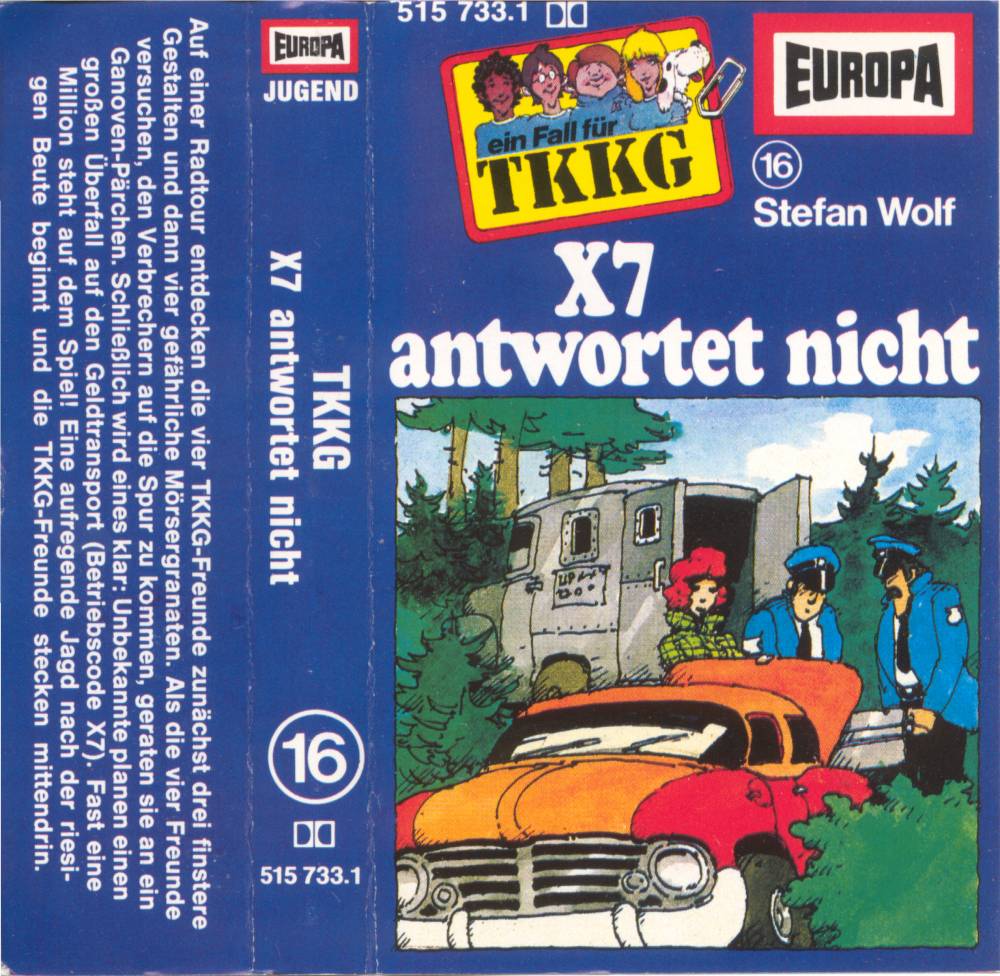 Auf einer Radtour entdecken die vier TKKG-Freunde zunächst drei finstere
Gestalten und dann vier gefährliche Mörsergranaten. Als die vier Freunde
versuchen, den Verbrechern auf die Spur zu kommen, geraten sie an ein
Ganoven-Pärchen. Schließlich wird eines klar: Unbekannte planen einen
großen Überfall auf den Geldtransport (Betriebscode X7). Fast eine
Million steht auf dem Spiel! Eine aufregende Jagd nach der riesi-
gen Beute beginnt und die TKKG-Freunde stecken mittendrin.
EUROPA
JUGEND
TKKG
X7 antwortet nicht
16
515 733.1
515 733.1
ein Fall für
TKKG
EUROPA
16
Stefan Wolf
X7
antwortet nicht